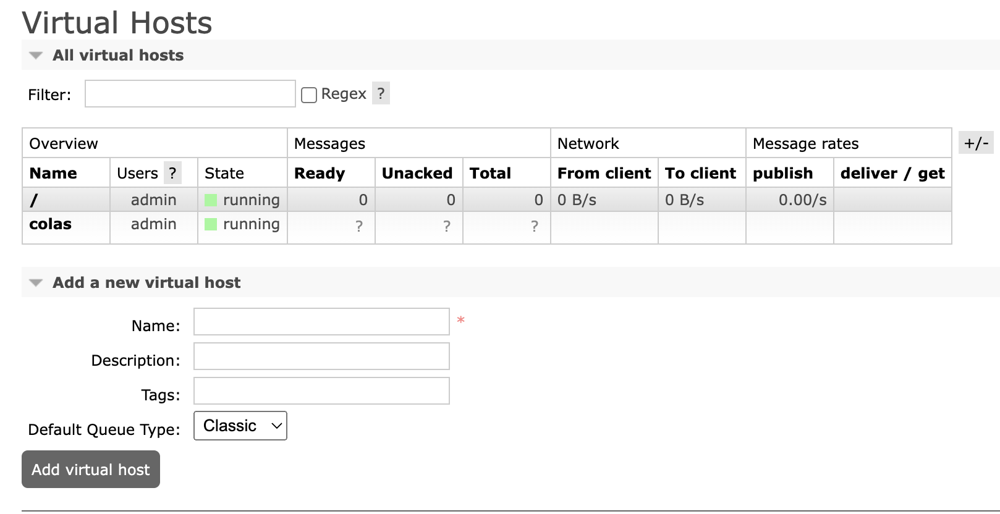 Virtual Hosts
All virtual hosts
Filter: Regex ?
Overview Messages Network Message rates +/-
Name Users ? State Ready Unacked Total From client To client publish deliver / get
/ admin running 0 0 0 0 B/s 0 B/s 0.00/s
colas admin running ? ? ?
Add a new virtual host
Name: *
Description:
Tags:
Default Queue Type: Classic
Add virtual host